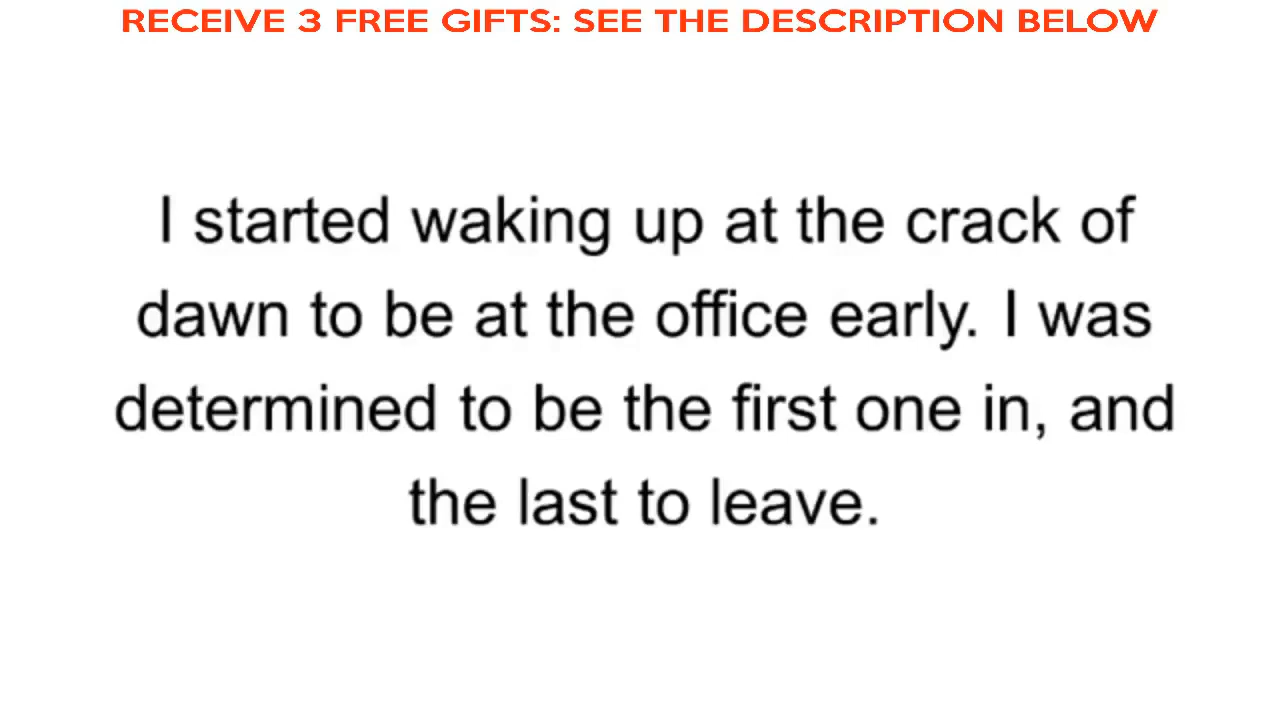 RECEIVE 3 FREE GIFTS: SEE THE DESCRIPTION BELOW
I started waking up at the crack of
dawn to be at the office early. I was
determined to be the first one in, and
the last to leave.